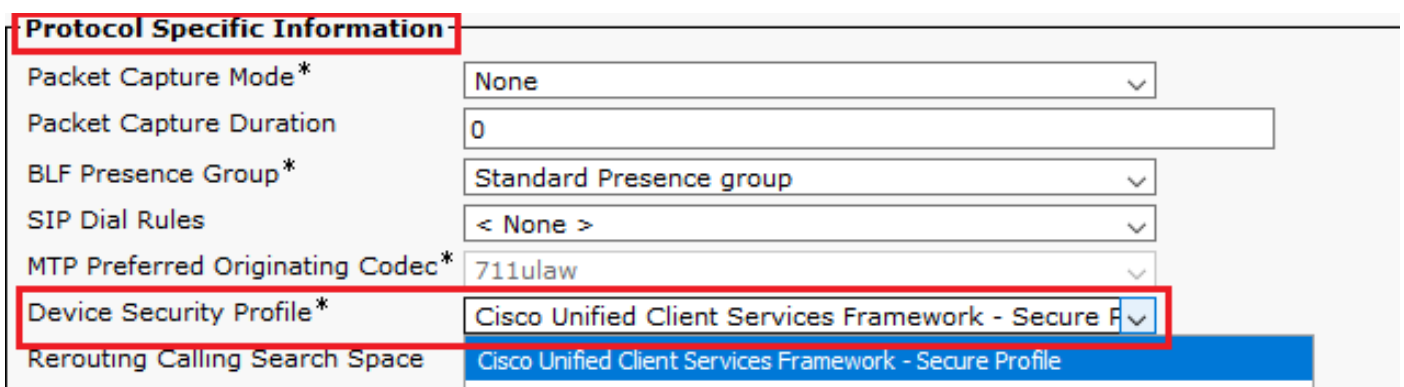 Protocol Specific Information
Packet Capture Mode* None
Packet Capture Duration 0
BLF Presence Group* Standard Presence group
SIP Dial Rules < None >
MTP Preferred Originating Codec* 711ulaw
Device Security Profile* Cisco Unified Client Services Framework - Secure P
Rerouting Calling Search Space Cisco Unified Client Services Framework - Secure Profile